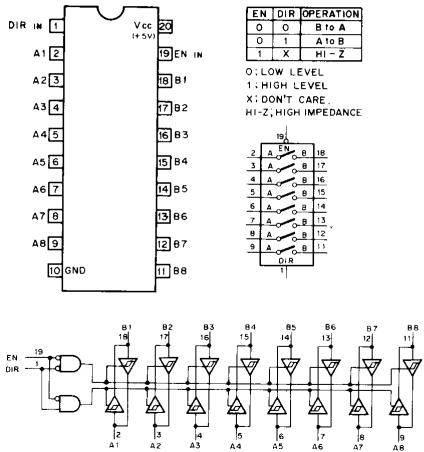 DIR IN 1 Vcc 20
(+5V)
A1 2 19 EN IN
A2 3 18 B1
A3 4 17 B2
A4 5 16 B3
A5 6 15 B4
A6 7 14 B5
A7 8 13 B6
A8 9 12 B7
10 GND 11 B8
EN DIR OPERATION
0 0 B to A
0 1 A to B
1 X HI-Z
0; LOW LEVEL
1; HIGH LEVEL
X; DON'T CARE.
HI-Z; HIGH IMPEDANCE
19
EN
2 A B 18
3 A B 17
4 A B 16
5 A B 15
6 A B 14
7 A B 13
8 A B 12
9 A B 11
DIR
1
B1 B2 B3 B4 B5 B6 B7 B8
18 17 16 15 14 13 12 11
EN 19
DIR 1
2 3 4 5 6 7 8 9
A1 A2 A3 A4 A5 A6 A7 A8